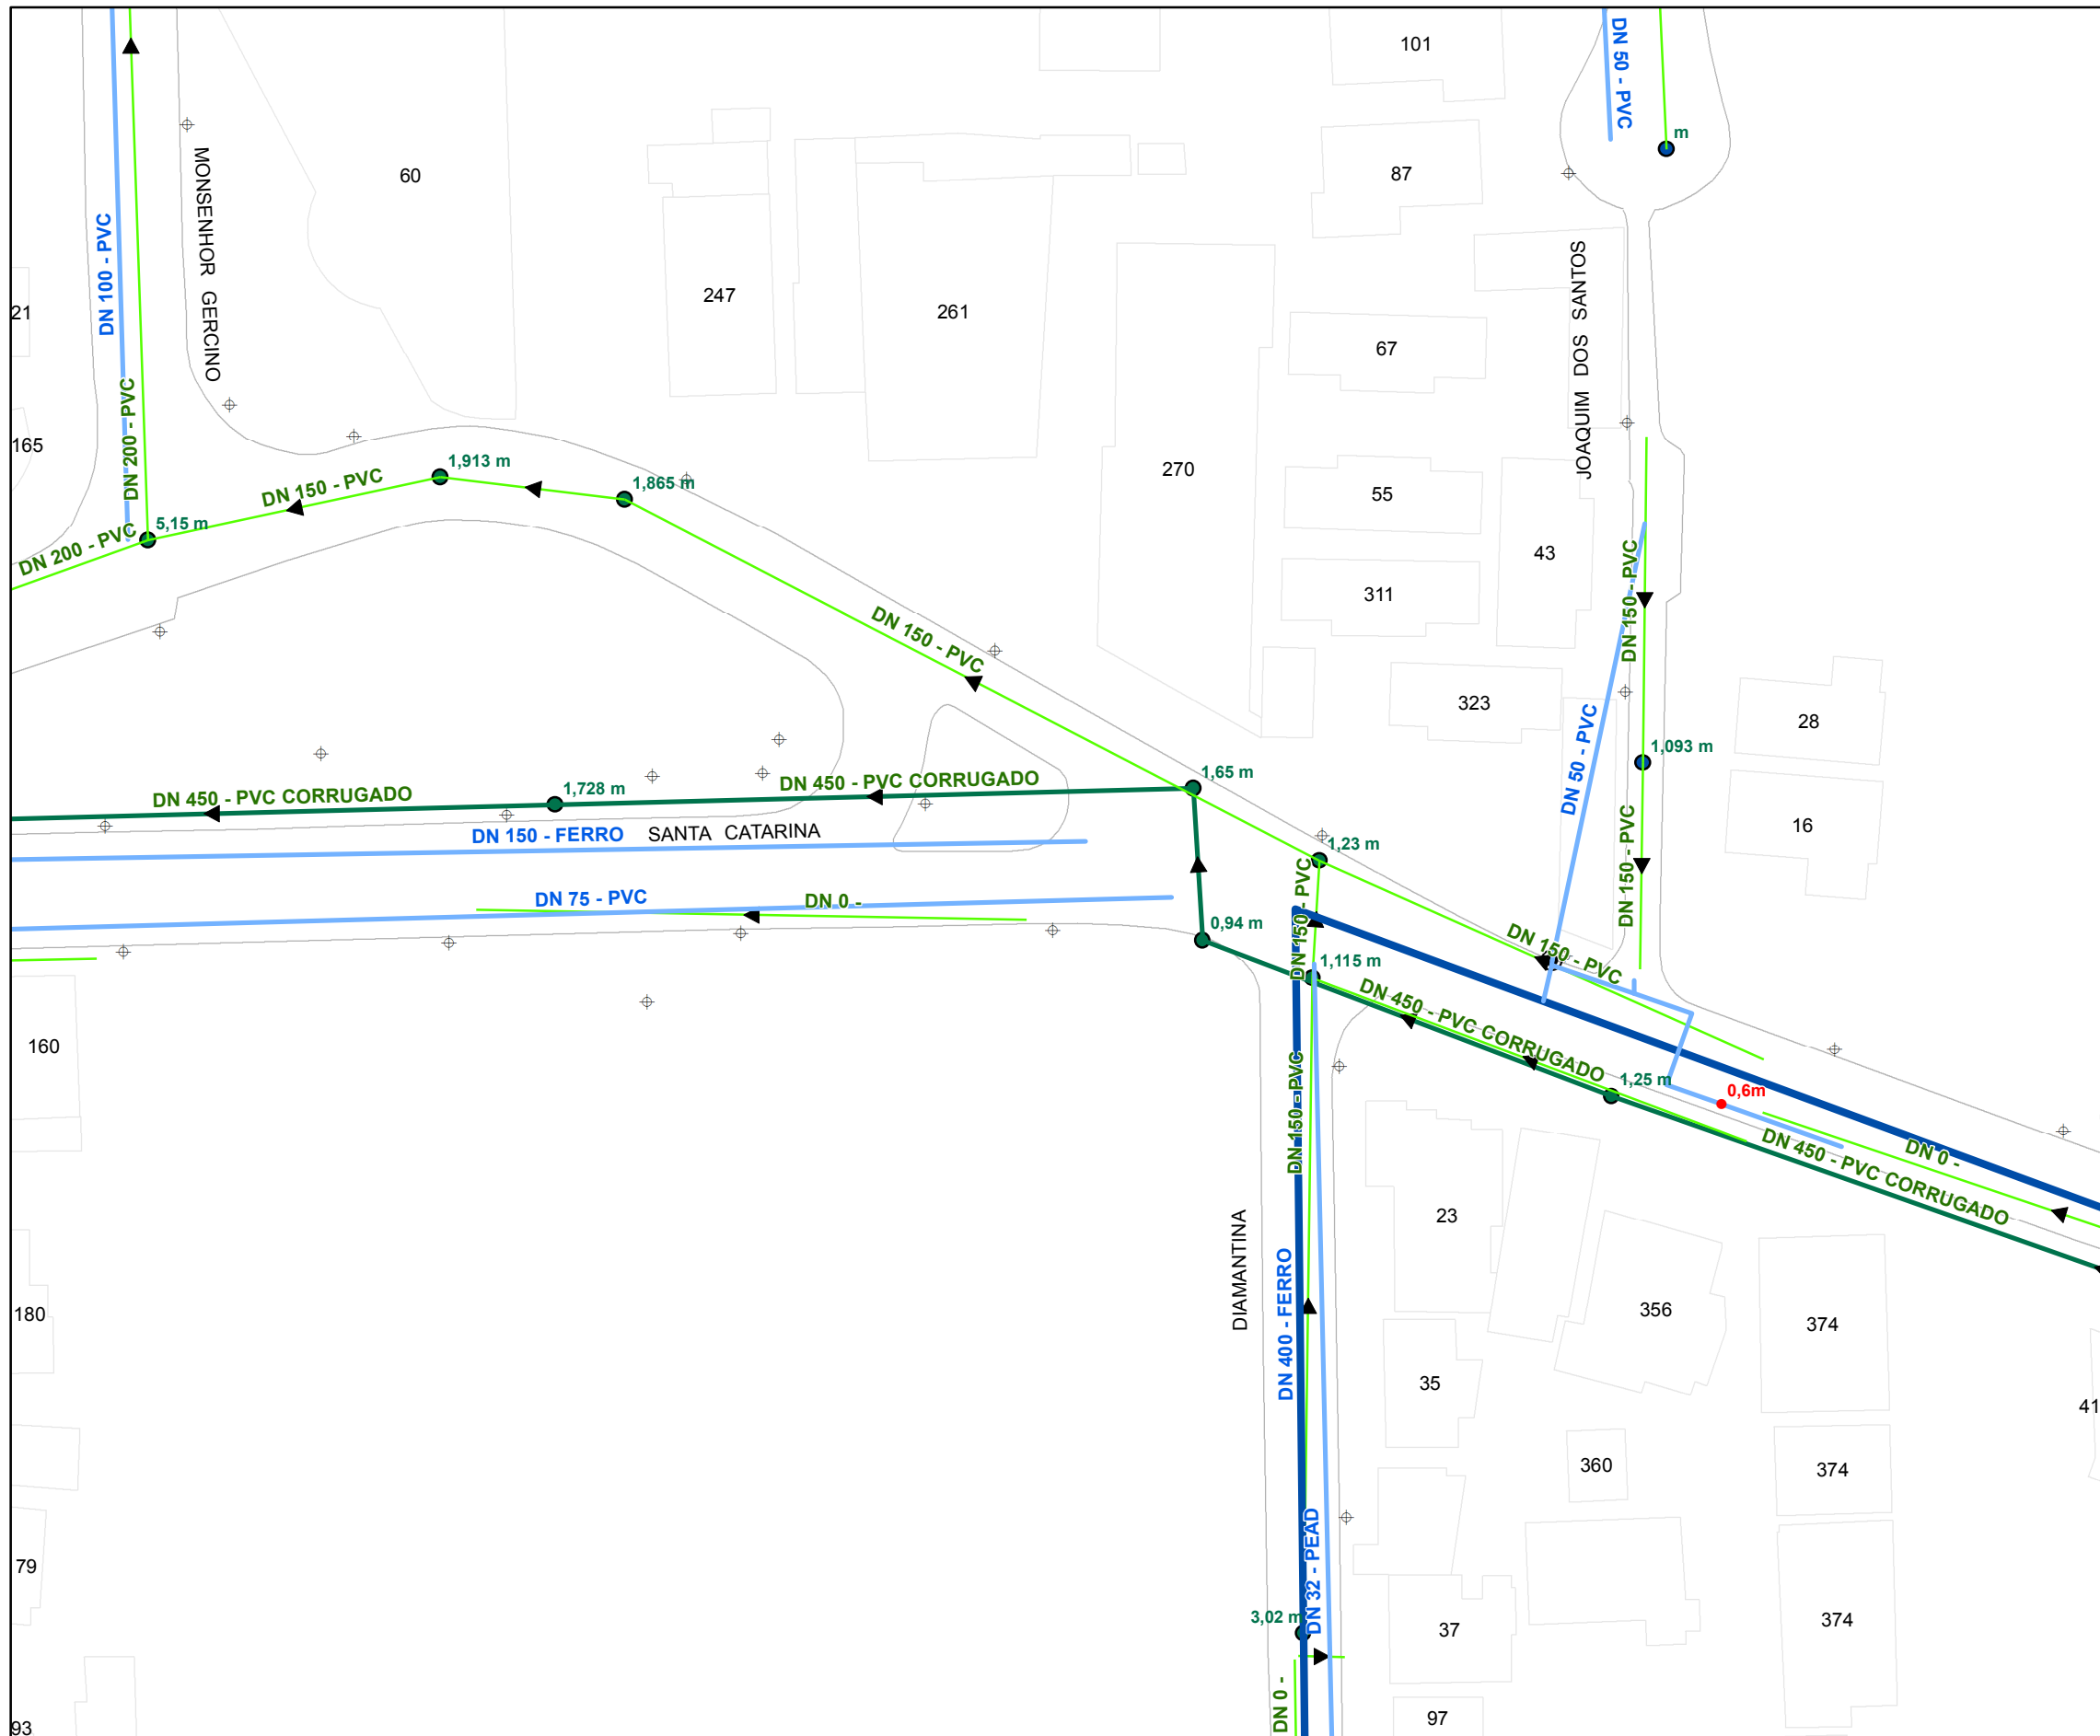 101
DN 50 - PVC
m
MONSENHOR GERCINO
60
87
DN 100 - PVC
247
261
21
JOAQUIM DOS SANTOS
67
DN 200 - PVC
165
1,913 m
DN 150 - PVC
1,865 m
270
55
5,15 m
DN 200 - PVC
43
DN 150 - PVC
311
DN 150 - PVC
323
28
DN 50 - PVC
1,093 m
1,65 m
DN 450 - PVC CORRUGADO
1,728 m
DN 450 - PVC CORRUGADO
16
DN 150 - FERRO
SANTA CATARINA
1,23 m
DN 150 - PVC
DN 150 - PVC
DN 75 - PVC
DN 0 -
0,94 m
DN 150 - PVC
1,115 m
DN 450 - PVC CORRUGADO
160
1,25 m
0,6m
DN 150 - PVC
DN 0 -
DN 450 - PVC CORRUGADO
23
DIAMANTINA
DN 400 - FERRO
356
374
180
35
41
360
374
79
DN 32 - PEAD
3,02 m
37
374
DN 0 -
97
93